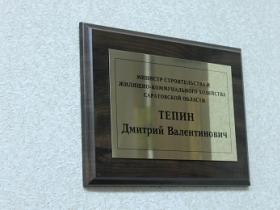 МИНИСТР СТРОИТЕЛЬСТВА И
ЖИЛИЩНО-КОММУНАЛЬНОГО ХОЗЯЙСТВА
САРАТОВСКОЙ ОБЛАСТИ
ТЕПИН
Дмитрий Валентинович